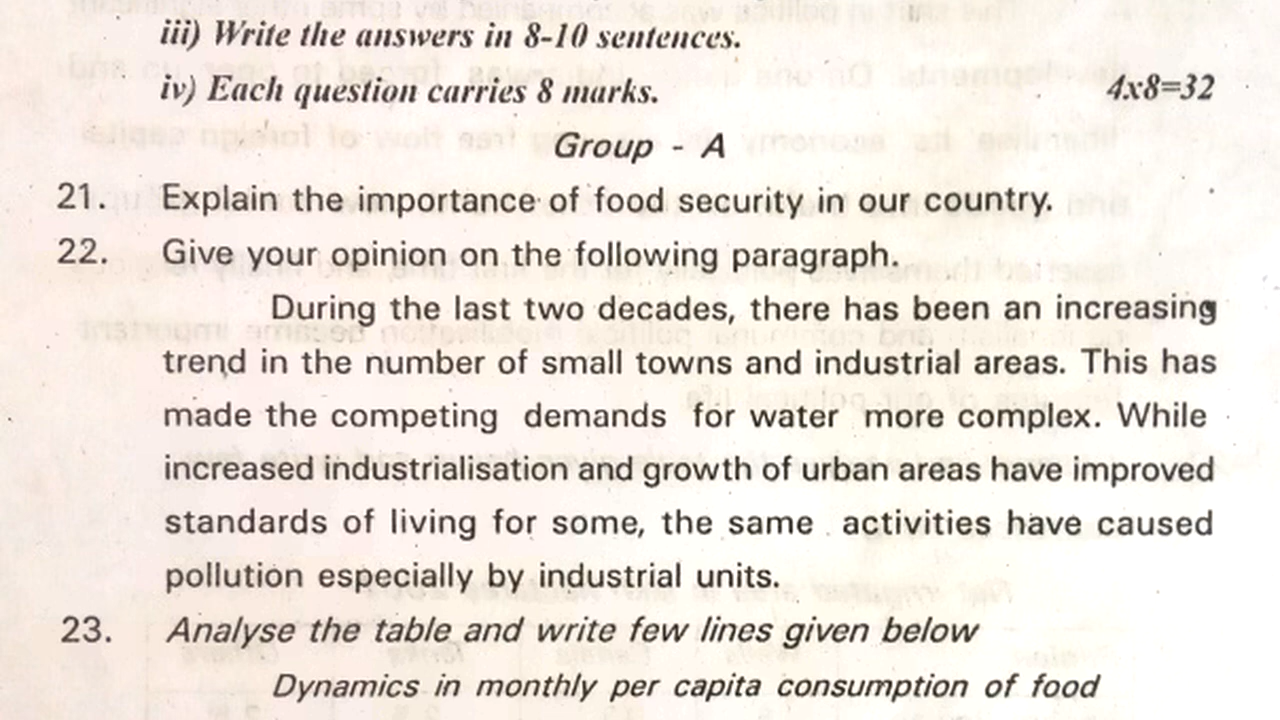 iii) Write the answers in 8-10 sentences.
iv) Each question carries 8 marks. 4x8=32
Group - A
21. Explain the importance of food security in our country.
22. Give your opinion on the following paragraph.
During the last two decades, there has been an increasing
trend in the number of small towns and industrial areas. This has
made the competing demands for water more complex. While
increased industrialisation and growth of urban areas have improved
standards of living for some, the same activities have caused
pollution especially by industrial units.
23. Analyse the table and write few lines given below
Dynamics in monthly per capita consumption of food